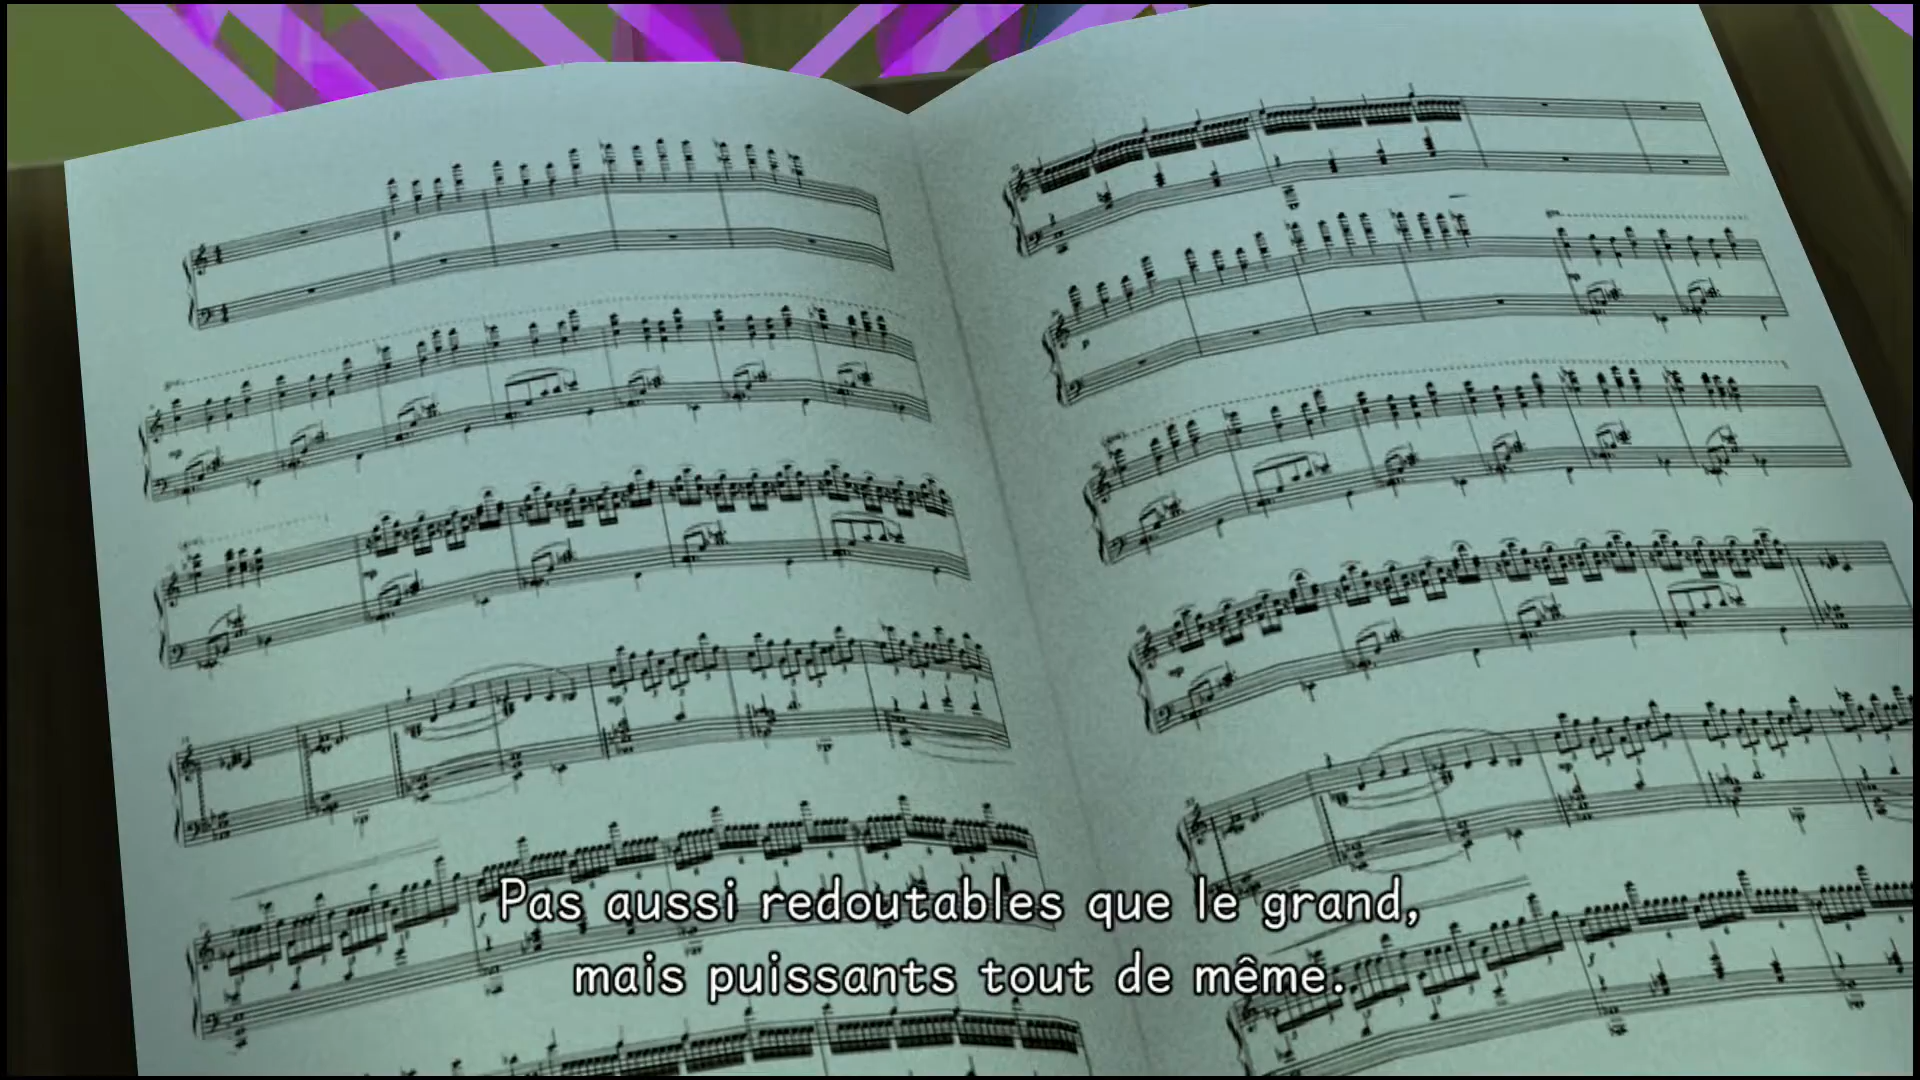 Pas aussi redoutables que le grand,
mais puissants tout de même.